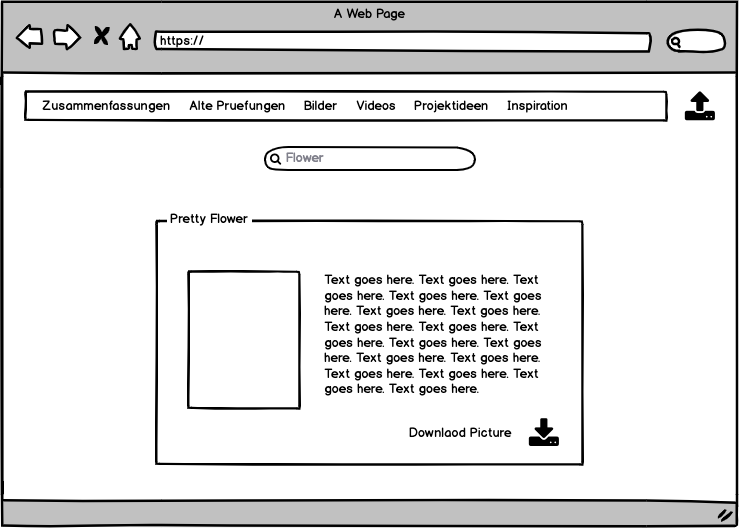 A Web Page
https://
Zusammenfassungen Alte Pruefungen Bilder Videos Projektideen Inspiration
Flower
Pretty Flower
Text goes here. Text goes here. Text
goes here. Text goes here. Text goes
here. Text goes here. Text goes here.
Text goes here. Text goes here. Text
goes here. Text goes here. Text goes
here. Text goes here. Text goes here.
Text goes here. Text goes here. Text
goes here. Text goes here.
Downlaod Picture